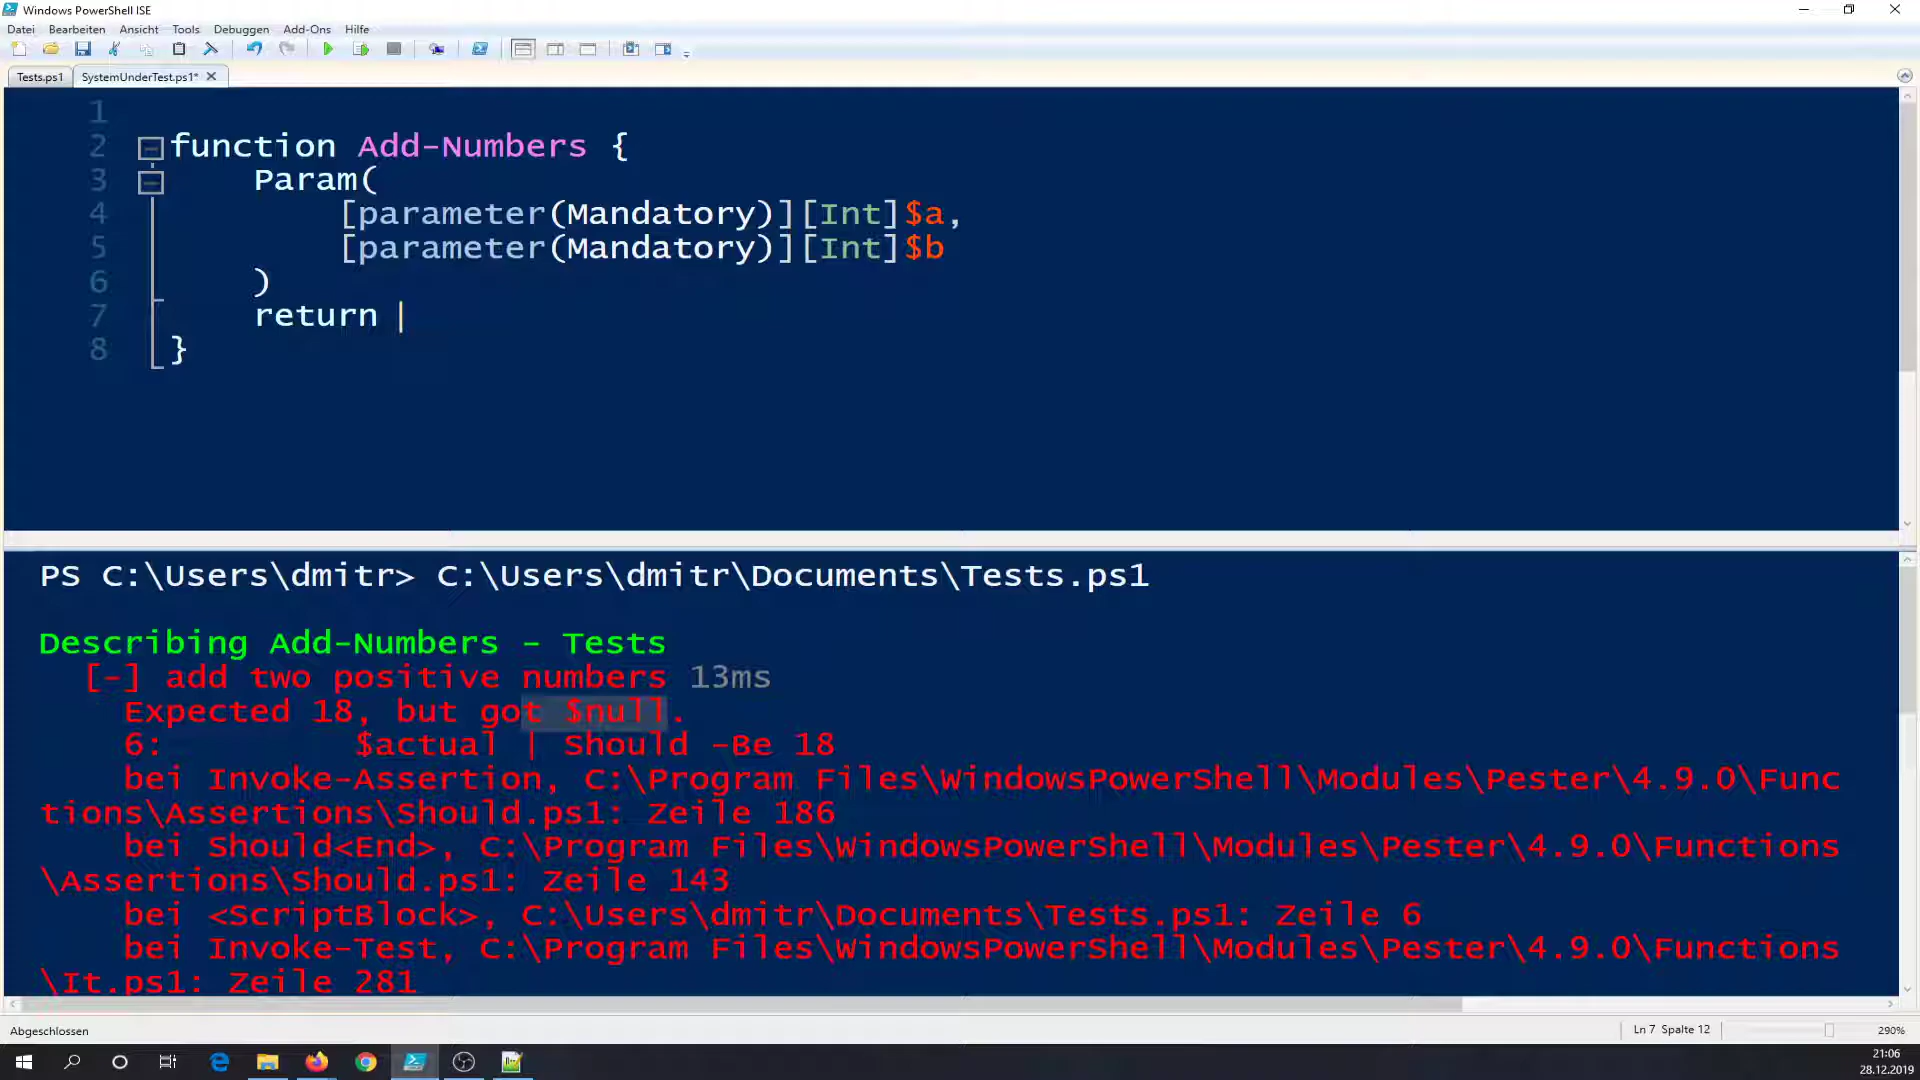 Windows PowerShell ISE
Datei Bearbeiten Ansicht Tools Debuggen Add-Ons Hilfe
Tests.ps1 SystemUnderTest.ps1*
1
2 function Add-Numbers {
3 Param(
4 [parameter(Mandatory)][Int]$a,
5 [parameter(Mandatory)][Int]$b
6 )
7 return
8 }
PS C:\Users\dmitr> C:\Users\dmitr\Documents\Tests.ps1
Describing Add-Numbers - Tests
[-] add two positive numbers 13ms
Expected 18, but got $null.
6: $actual | Should -Be 18
bei Invoke-Assertion, C:\Program Files\WindowsPowerShell\Modules\Pester\4.9.0\Func
tions\Assertions\Should.ps1: Zeile 186
bei Should<End>, C:\Program Files\WindowsPowerShell\Modules\Pester\4.9.0\Functions
\Assertions\Should.ps1: Zeile 143
bei <ScriptBlock>, C:\Users\dmitr\Documents\Tests.ps1: Zeile 6
bei Invoke-Test, C:\Program Files\WindowsPowerShell\Modules\Pester\4.9.0\Functions
\It.ps1: Zeile 281
Abgeschlossen
Ln 7 Spalte 12
290%
21:06
28.12.2019